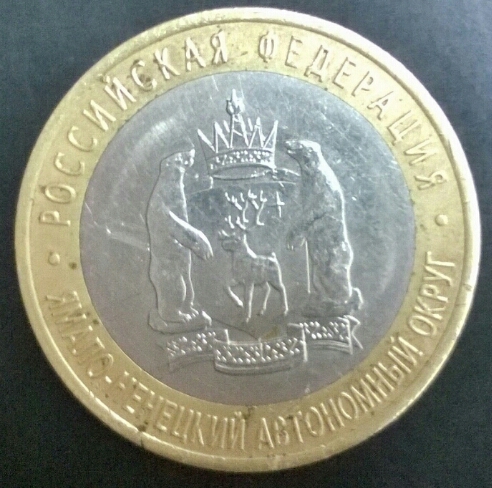 РОССИЙСКАЯ ФЕДЕРАЦИЯ
ЯМАЛО-НЕНЕЦКИЙ АВТОНОМНЫЙ ОКРУГ